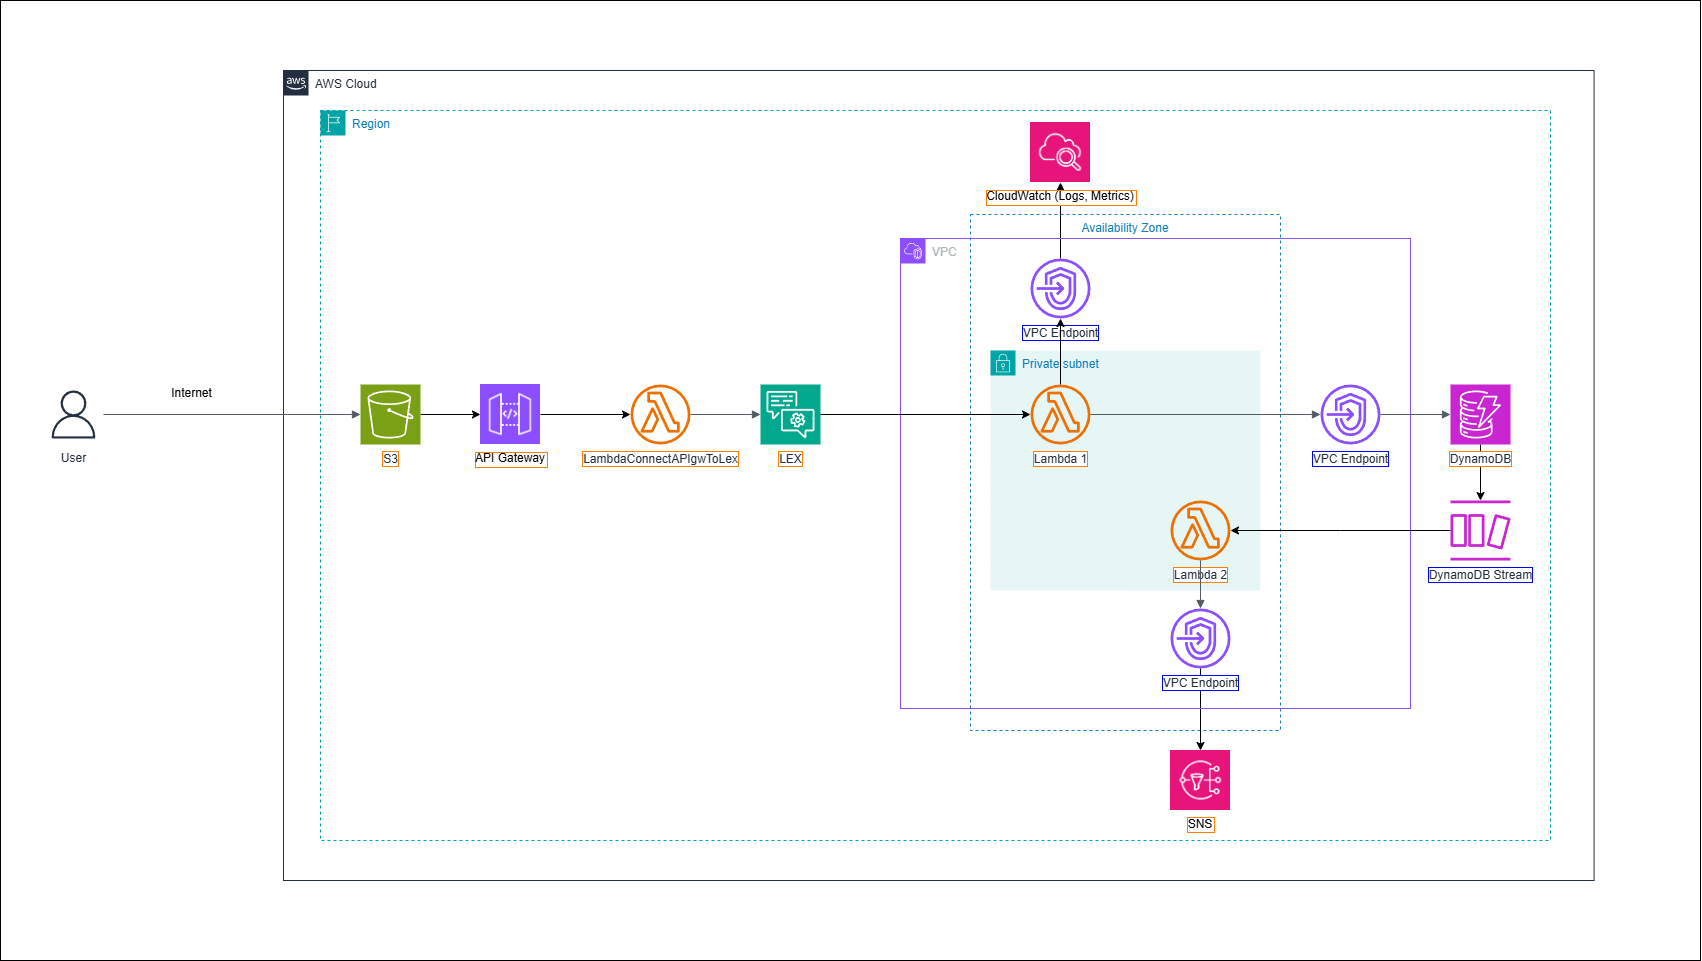 aws
AWS Cloud
Region
CloudWatch (Logs, Metrics)
Availability Zone
VPC
VPC Endpoint
Private subnet
Internet
User
S3
API Gateway
LambdaConnectAPIgwToLex
LEX
Lambda 1
VPC Endpoint
DynamoDB
Lambda 2
DynamoDB Stream
VPC Endpoint
SNS